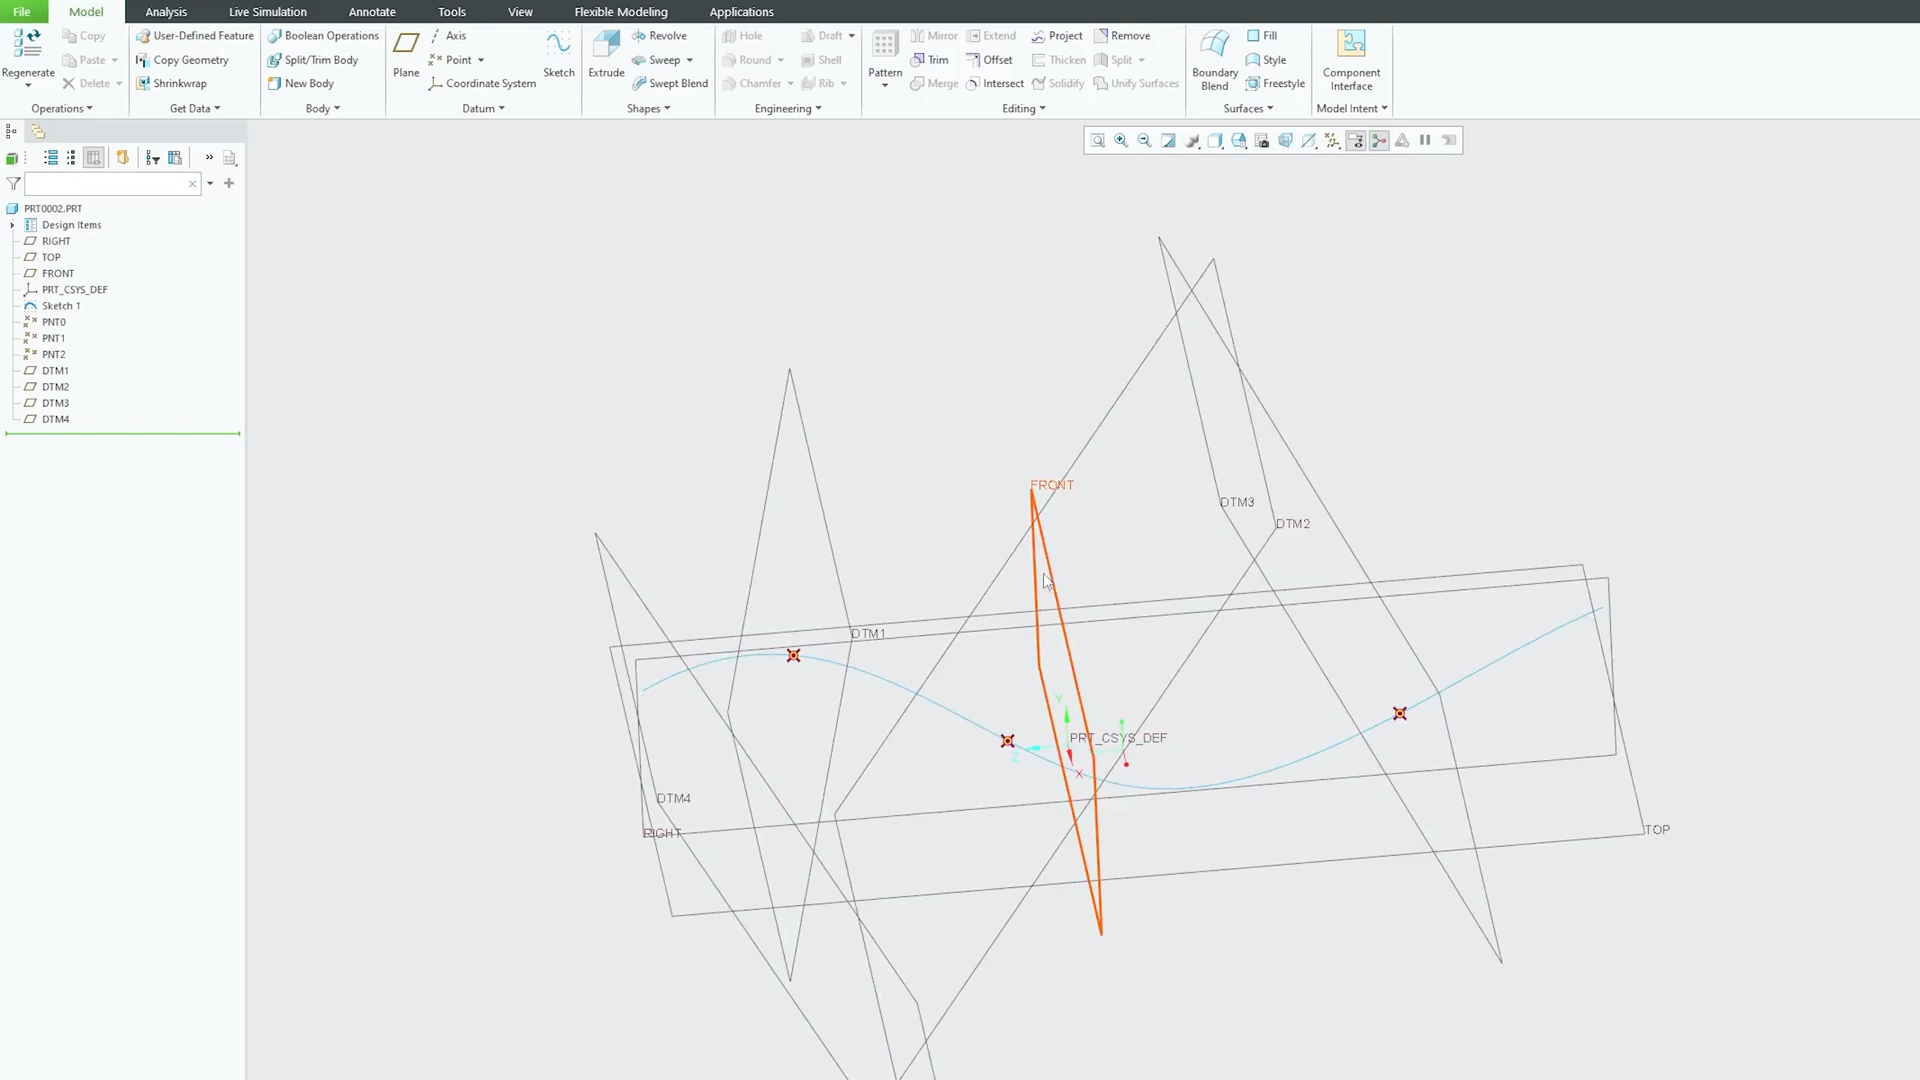 File Model Analysis Live Simulation Annotate Tools View Flexible Modeling Applications
Regenerate
Copy
Paste
Delete
Operations
User-Defined Feature
Copy Geometry
Shrinkwrap
Get Data
Boolean Operations
Split/Trim Body
New Body
Body
Plane
Axis
Point
Coordinate System
Sketch
Datum
Extrude
Revolve
Sweep
Swept Blend
Shapes
Hole
Round
Chamfer
Draft
Shell
Rib
Engineering
Pattern
Mirror
Trim
Merge
Extend
Offset
Intersect
Project
Thicken
Solidify
Remove
Split
Unify Surfaces
Editing
Boundary
Blend
Fill
Style
Freestyle
Surfaces
Component
Interface
Model Intent
PRT0002.PRT
Design Items
RIGHT
TOP
FRONT
PRT_CSYS_DEF
Sketch 1
PNT0
PNT1
PNT2
DTM1
DTM2
DTM3
DTM4
FRONT
DTM3
DTM2
DTM1
Y
PRT_CSYS_DEF
Z
X
DTM4
RIGHT
TOP